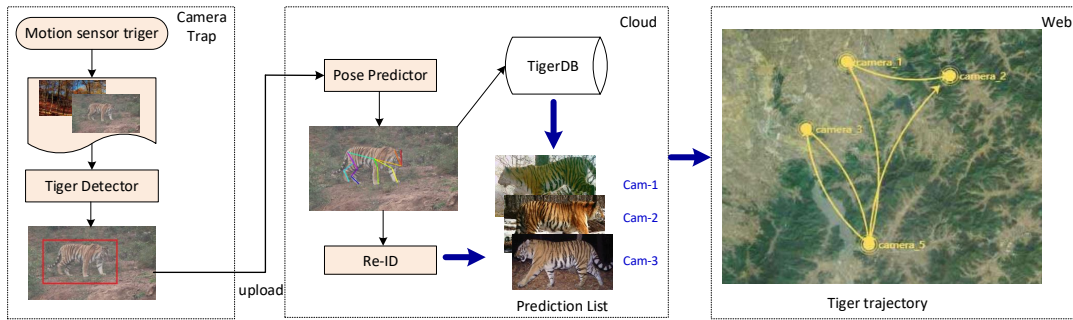 Camera
Trap
Motion sensor triger
Tiger Detector
upload
Cloud
Pose Predictor
TigerDB
Re-ID
Cam-1
Cam-2
Cam-3
Prediction List
Web
camera_1
camera_2
camera_3
camera_5
Tiger trajectory